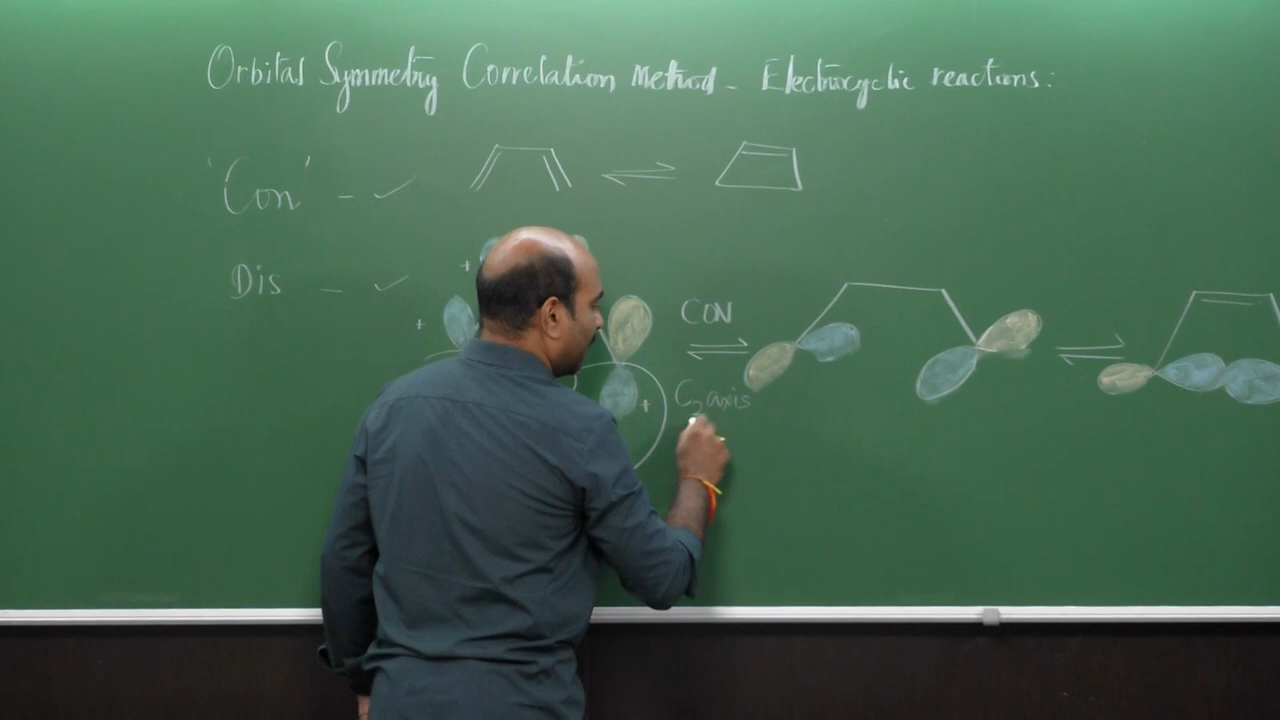 Orbital Symmetry Correlation Method - Electrocyclic reactions:
'Con' - ✓
+
Dis - ✓
+
CON
+
C2 axis